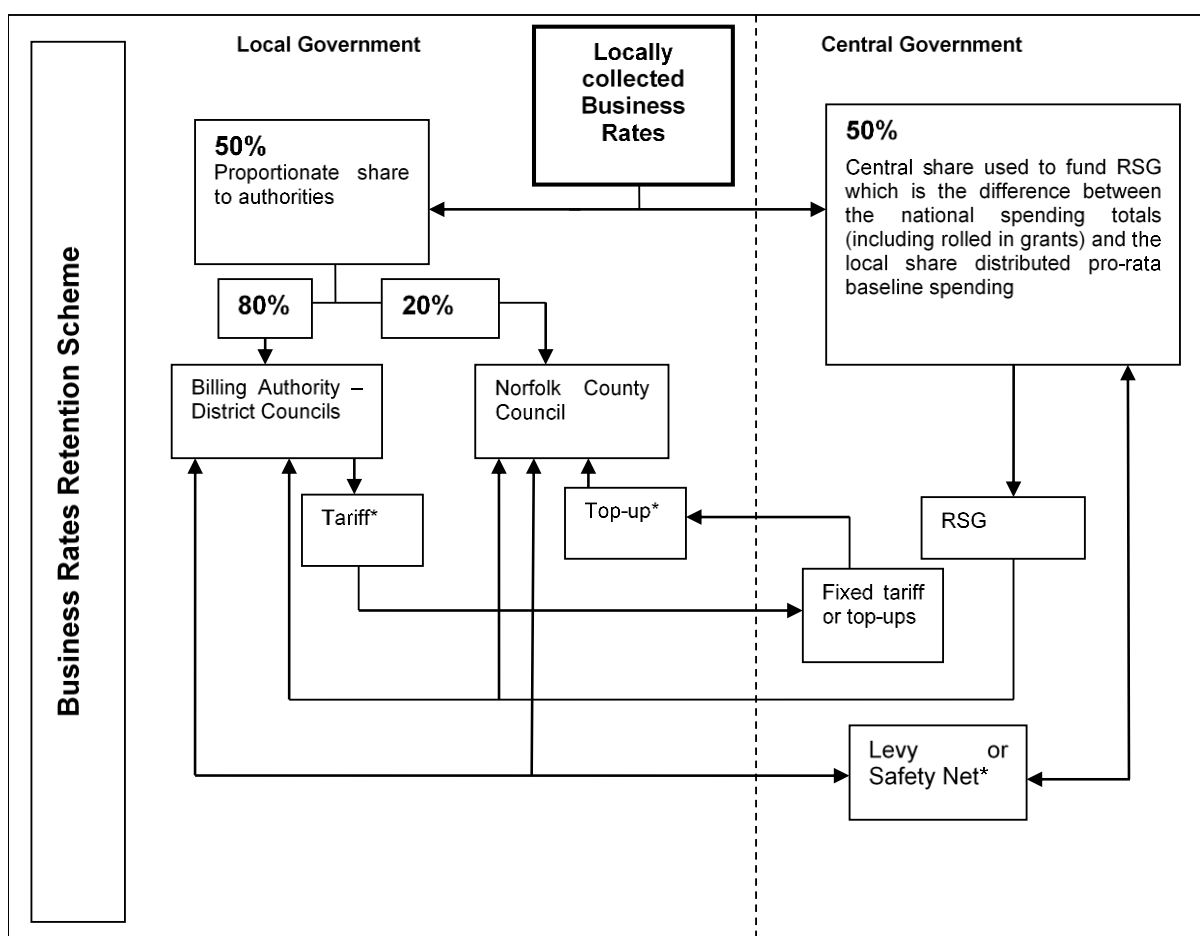 Business Rates Retention Scheme
Local Government
Locally
collected
Business
Rates
Central Government
50%
Proportionate share
to authorities
50%
Central share used to fund RSG
which is the difference between
the national spending totals
(including rolled in grants) and the
local share distributed pro-rata
baseline spending
80%
20%
Billing Authority –
District Councils
Norfolk County
Council
Tariff*
Top-up*
RSG
Fixed tariff
or top-ups
Levy or
Safety Net*